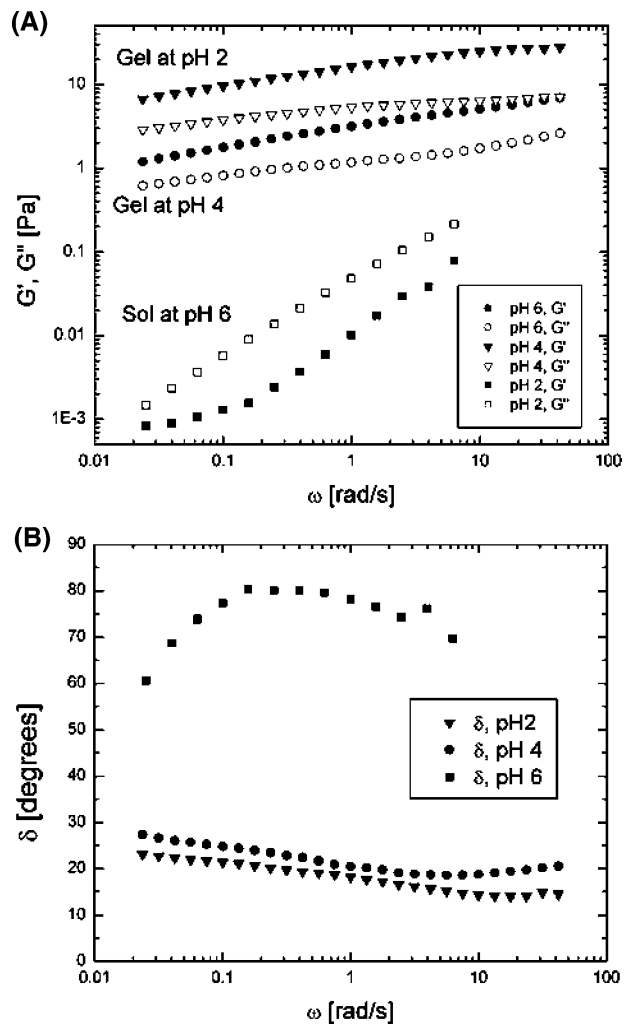 (A)
Gel at pH 2
Gel at pH 4
Sol at pH 6
G', G'' [Pa]
10
1
0.1
0.01
1E-3
pH 6, G'
pH 6, G''
pH 4, G'
pH 4, G''
pH 2, G'
pH 2, G''
0.01 0.1 1 10 100
ω [rad/s]
(B)
δ [degrees]
90
80
70
60
50
40
30
20
10
0
δ, pH2
δ, pH 4
δ, pH 6
0.01 0.1 1 10 100
ω [rad/s]